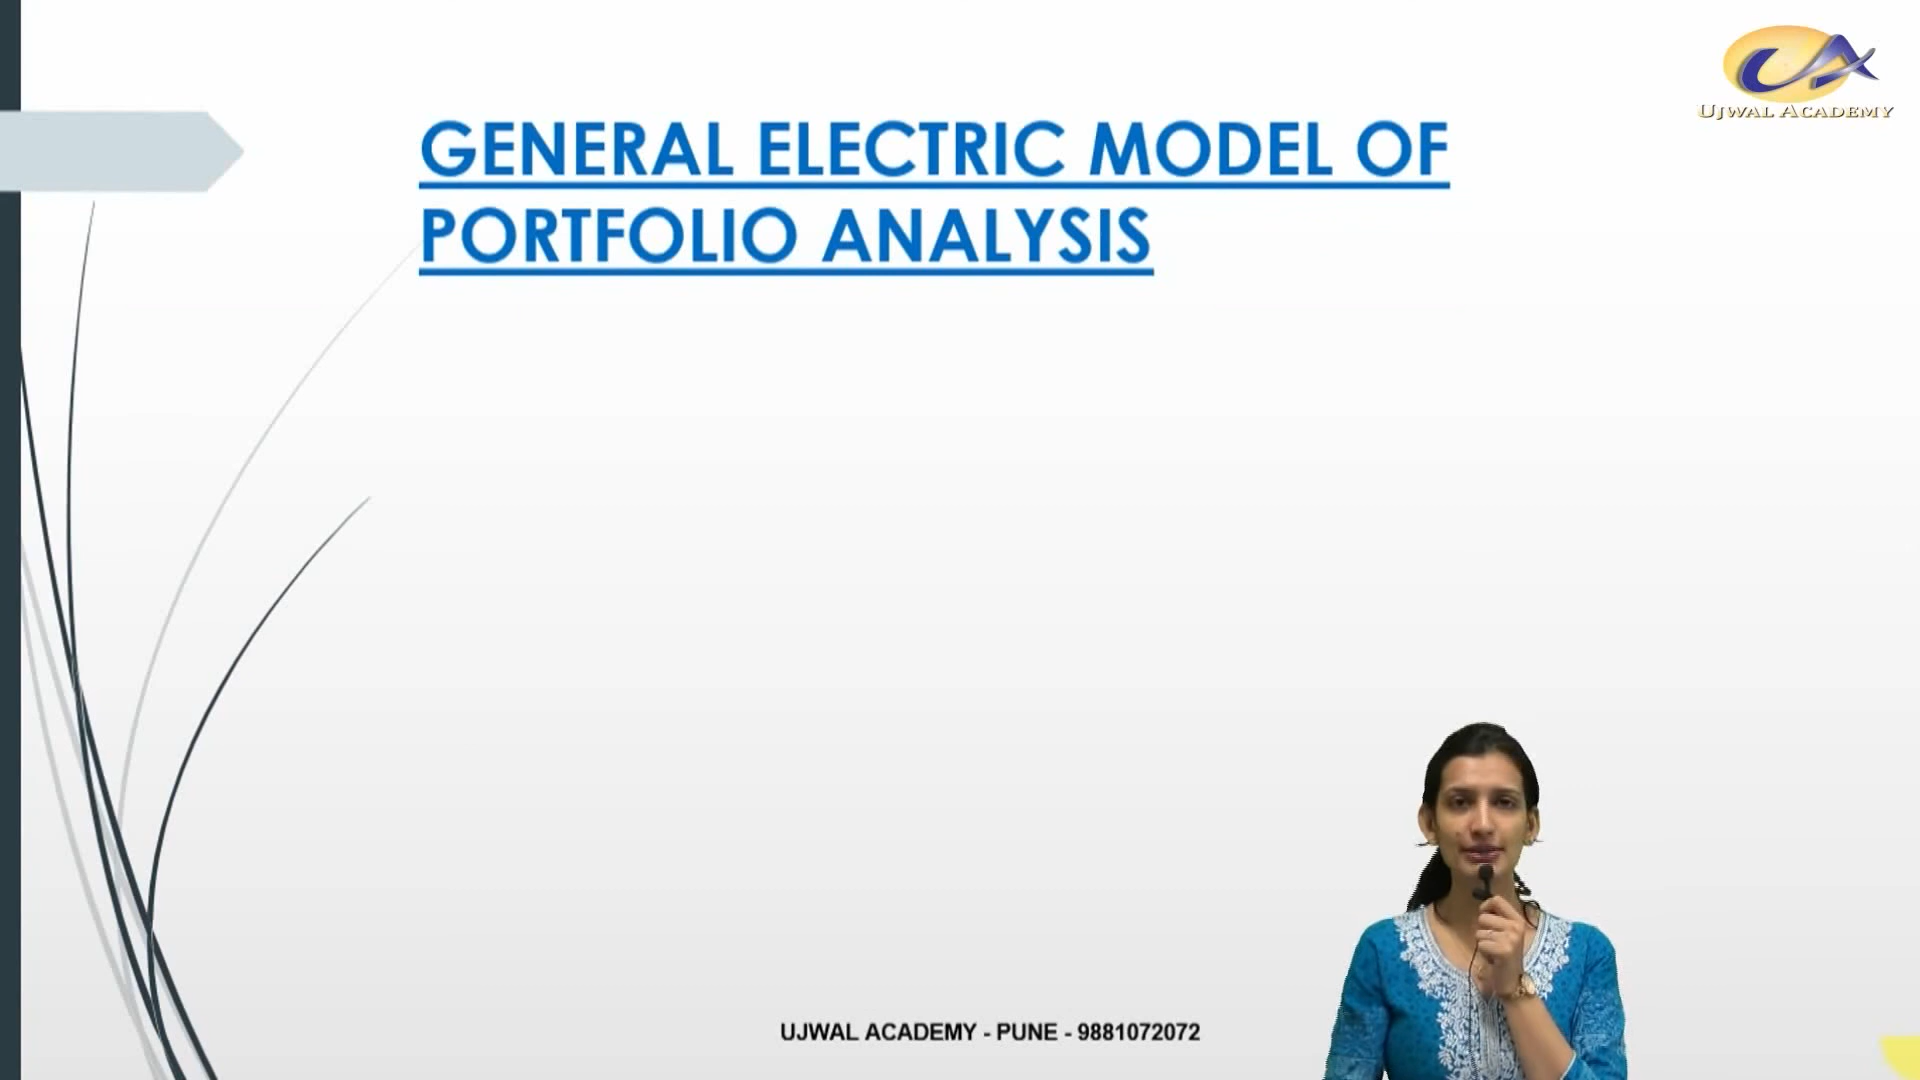 UJWAL ACADEMY
GENERAL ELECTRIC MODEL OF
PORTFOLIO ANALYSIS
UJWAL ACADEMY - PUNE - 9881072072